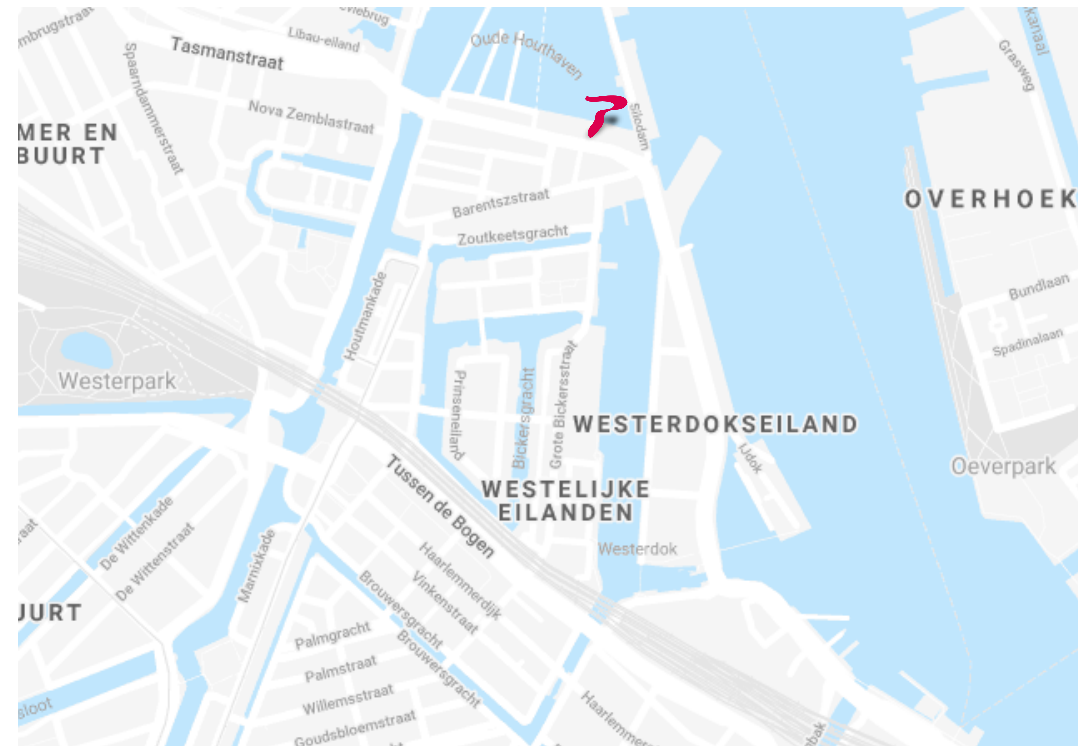 Oude Houthaven
Libau-eiland
Tasmanstraat
Grasweg
Spaarndammerstraat
Nova Zemblastraat
Silodam
MER EN
BUURT
Barentszstraat
OVERHOEK
Zoutkeetsgracht
Houtmankade
Bundlaan
Spadinalaan
Westerpark
Prinseneiland
Bickersgracht
Grote Bickersstraat
WESTERDOKSEILAND
IJdok
Oeverpark
Tussen de Bogen
WESTELIJKE
EILANDEN
De Wittenkade
De Wittenstraat
Marnixkade
Haarlemmerdijk
Westerdok
Vinkenstraat
Brouwersgracht
Brouwersgracht
Palmgracht
Palmstraat
Willemsstraat
Goudsbloemstraat